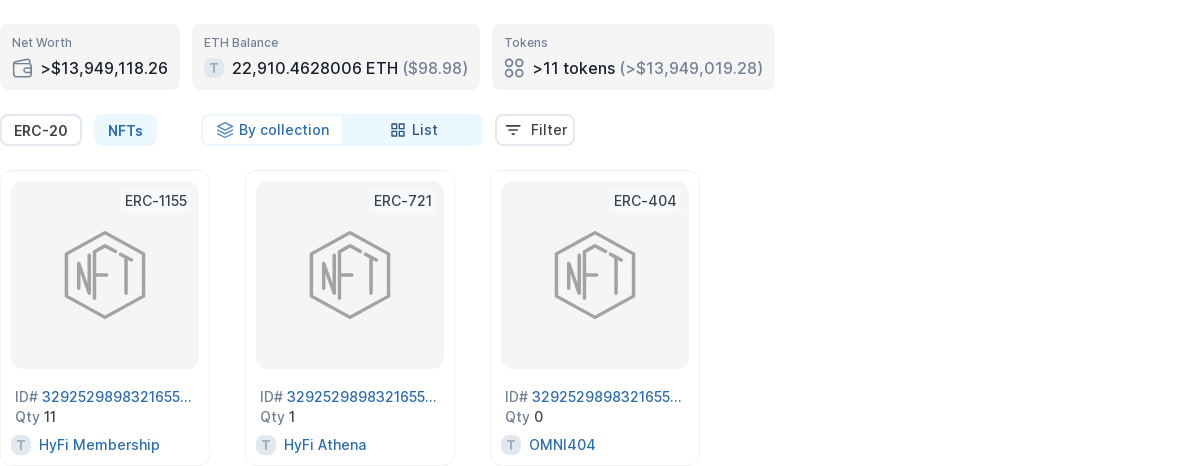 Net Worth
>$13,949,118.26
ETH Balance
T 22,910.4628006 ETH ($98.98)
Tokens
>11 tokens (>$13,949,019.28)
ERC-20
NFTs
By collection
List
Filter
ERC-1155
NFT
ID# 3292529898321655...
Qty 11
T HyFi Membership
ERC-721
NFT
ID# 3292529898321655...
Qty 1
T HyFi Athena
ERC-404
NFT
ID# 3292529898321655...
Qty 0
T OMNI404